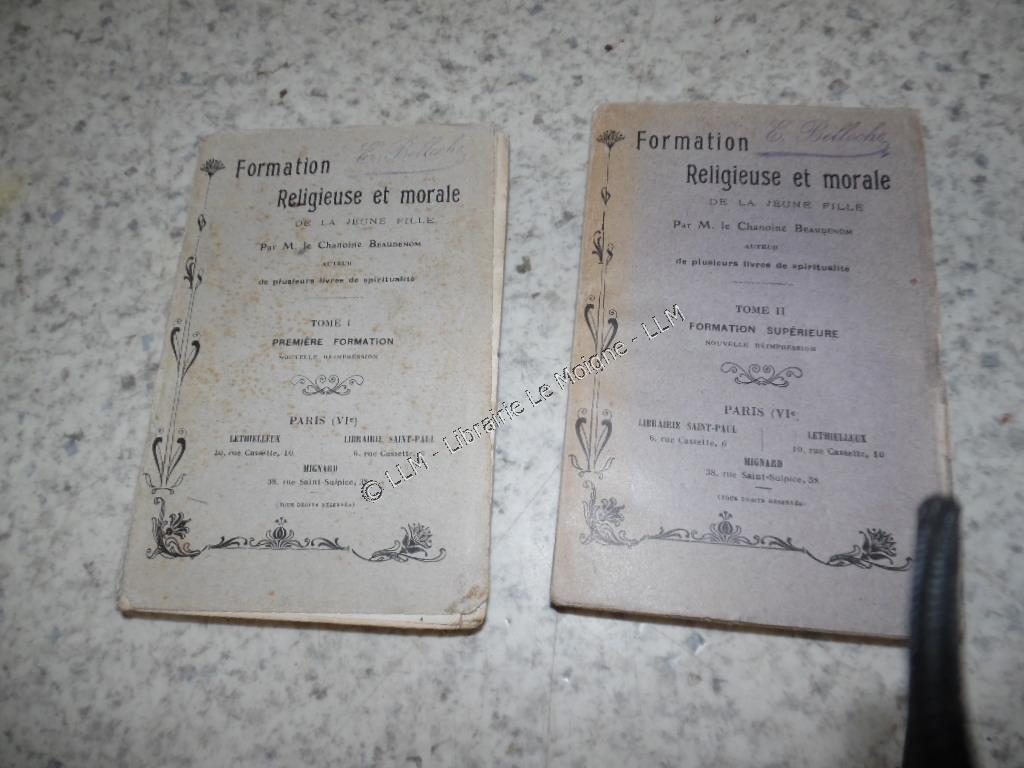 Formation
Religieuse et morale
DE LA JEUNE FILLE
Par M. le Chanoine BEAUDENOM
AUTEUR
de plusieurs livres de spiritualité
TOME I
PREMIÈRE FORMATION
NOUVELLE RÉIMPRESSION
PARIS (VIe)
LETHIELLEUX
10, rue Cassette, 10
LIBRAIRIE SAINT-PAUL
6, rue Cassette,
MIGNARD
38, rue Saint-Sulpice, 38
(TOUS DROITS RÉSERVÉS)
Formation
Religieuse et morale
DE LA JEUNE FILLE
Par M. le Chanoine BEAUDENOM
AUTEUR
de plusieurs livres de spiritualité
TOME II
FORMATION SUPÉRIEURE
NOUVELLE RÉIMPRESSION
PARIS (VIe)
LIBRAIRIE SAINT-PAUL
6, rue Cassette, 6
LETHIELLEUX
10, rue Cassette, 10
MIGNARD
38, rue Saint-Sulpice, 38
(TOUS DROITS RÉSERVÉS)
© LLM - Librairie Le Moigne - LLM